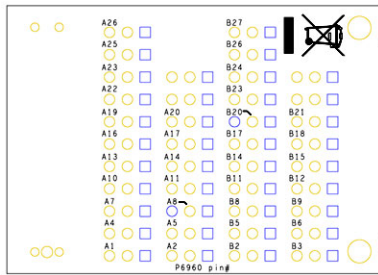 A26 B27
A25 B26
A23 B24
A22 B23
A19 A20 B20 B21
A16 A17 B17 B18
A13 A14 B14 B15
A10 A11 B11 B12
A7 A8 B8 B9
A4 A5 B5 B6
A1 A2 B2 B3
P6960 pin#